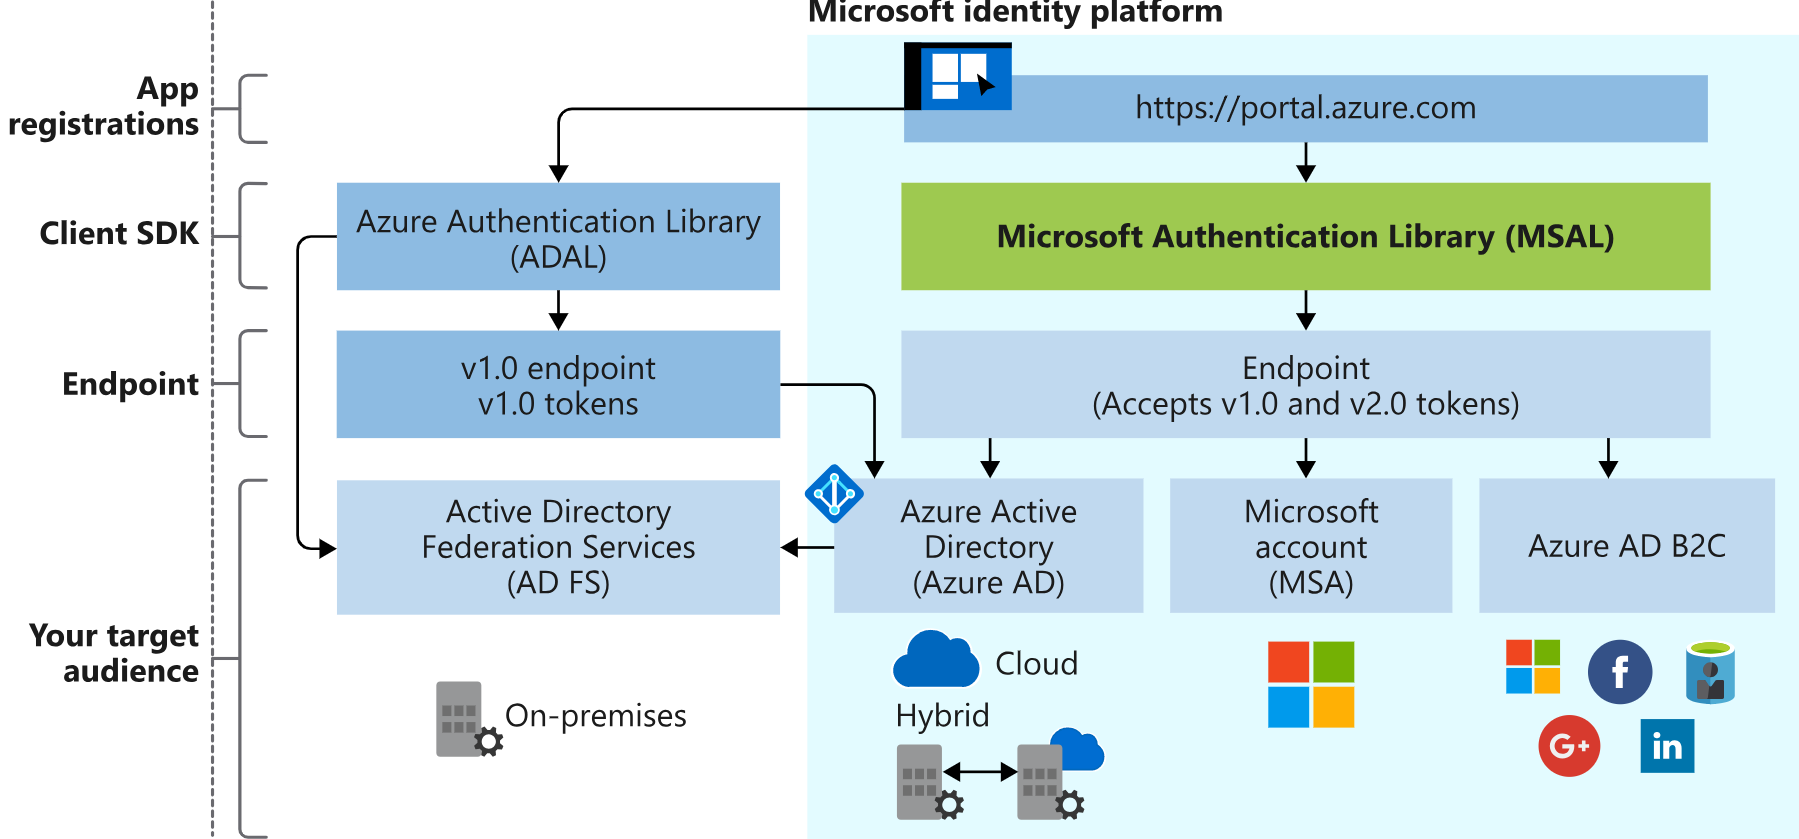 Microsoft identity platform
App
registrations
https://portal.azure.com
Client SDK
Azure Authentication Library
(ADAL)
Microsoft Authentication Library (MSAL)
Endpoint
v1.0 endpoint
v1.0 tokens
Endpoint
(Accepts v1.0 and v2.0 tokens)
Your target
audience
Active Directory
Federation Services
(AD FS)
Azure Active
Directory
(Azure AD)
Microsoft
account
(MSA)
Azure AD B2C
On-premises
Cloud
Hybrid
f
G+
in